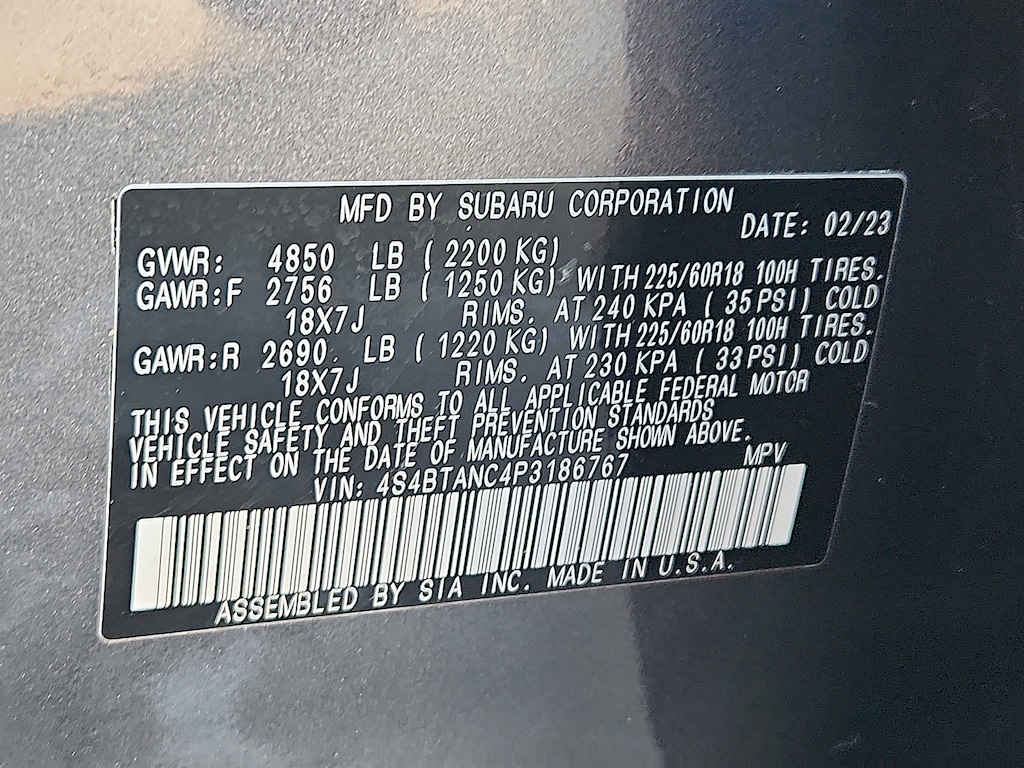 MFD BY SUBARU CORPORATION
DATE: 02/23
GVWR: 4850 LB ( 2200 KG)
GAWR:F 2756 LB ( 1250 KG) WITH 225/60R18 100H TIRES.
18X7J RIMS. AT 240 KPA ( 35 PSI) COLD
GAWR:R 2690 LB ( 1220 KG) WITH 225/60R18 100H TIRES.
18X7J RIMS. AT 230 KPA ( 33 PSI) COLD
THIS VEHICLE CONFORMS TO ALL APPLICABLE FEDERAL MOTOR
VEHICLE SAFETY AND THEFT PREVENTION STANDARDS
IN EFFECT ON THE DATE OF MANUFACTURE SHOWN ABOVE.
VIN: 4S4BTANC4P3186767 MPV
ASSEMBLED BY SIA INC. MADE IN U.S.A.